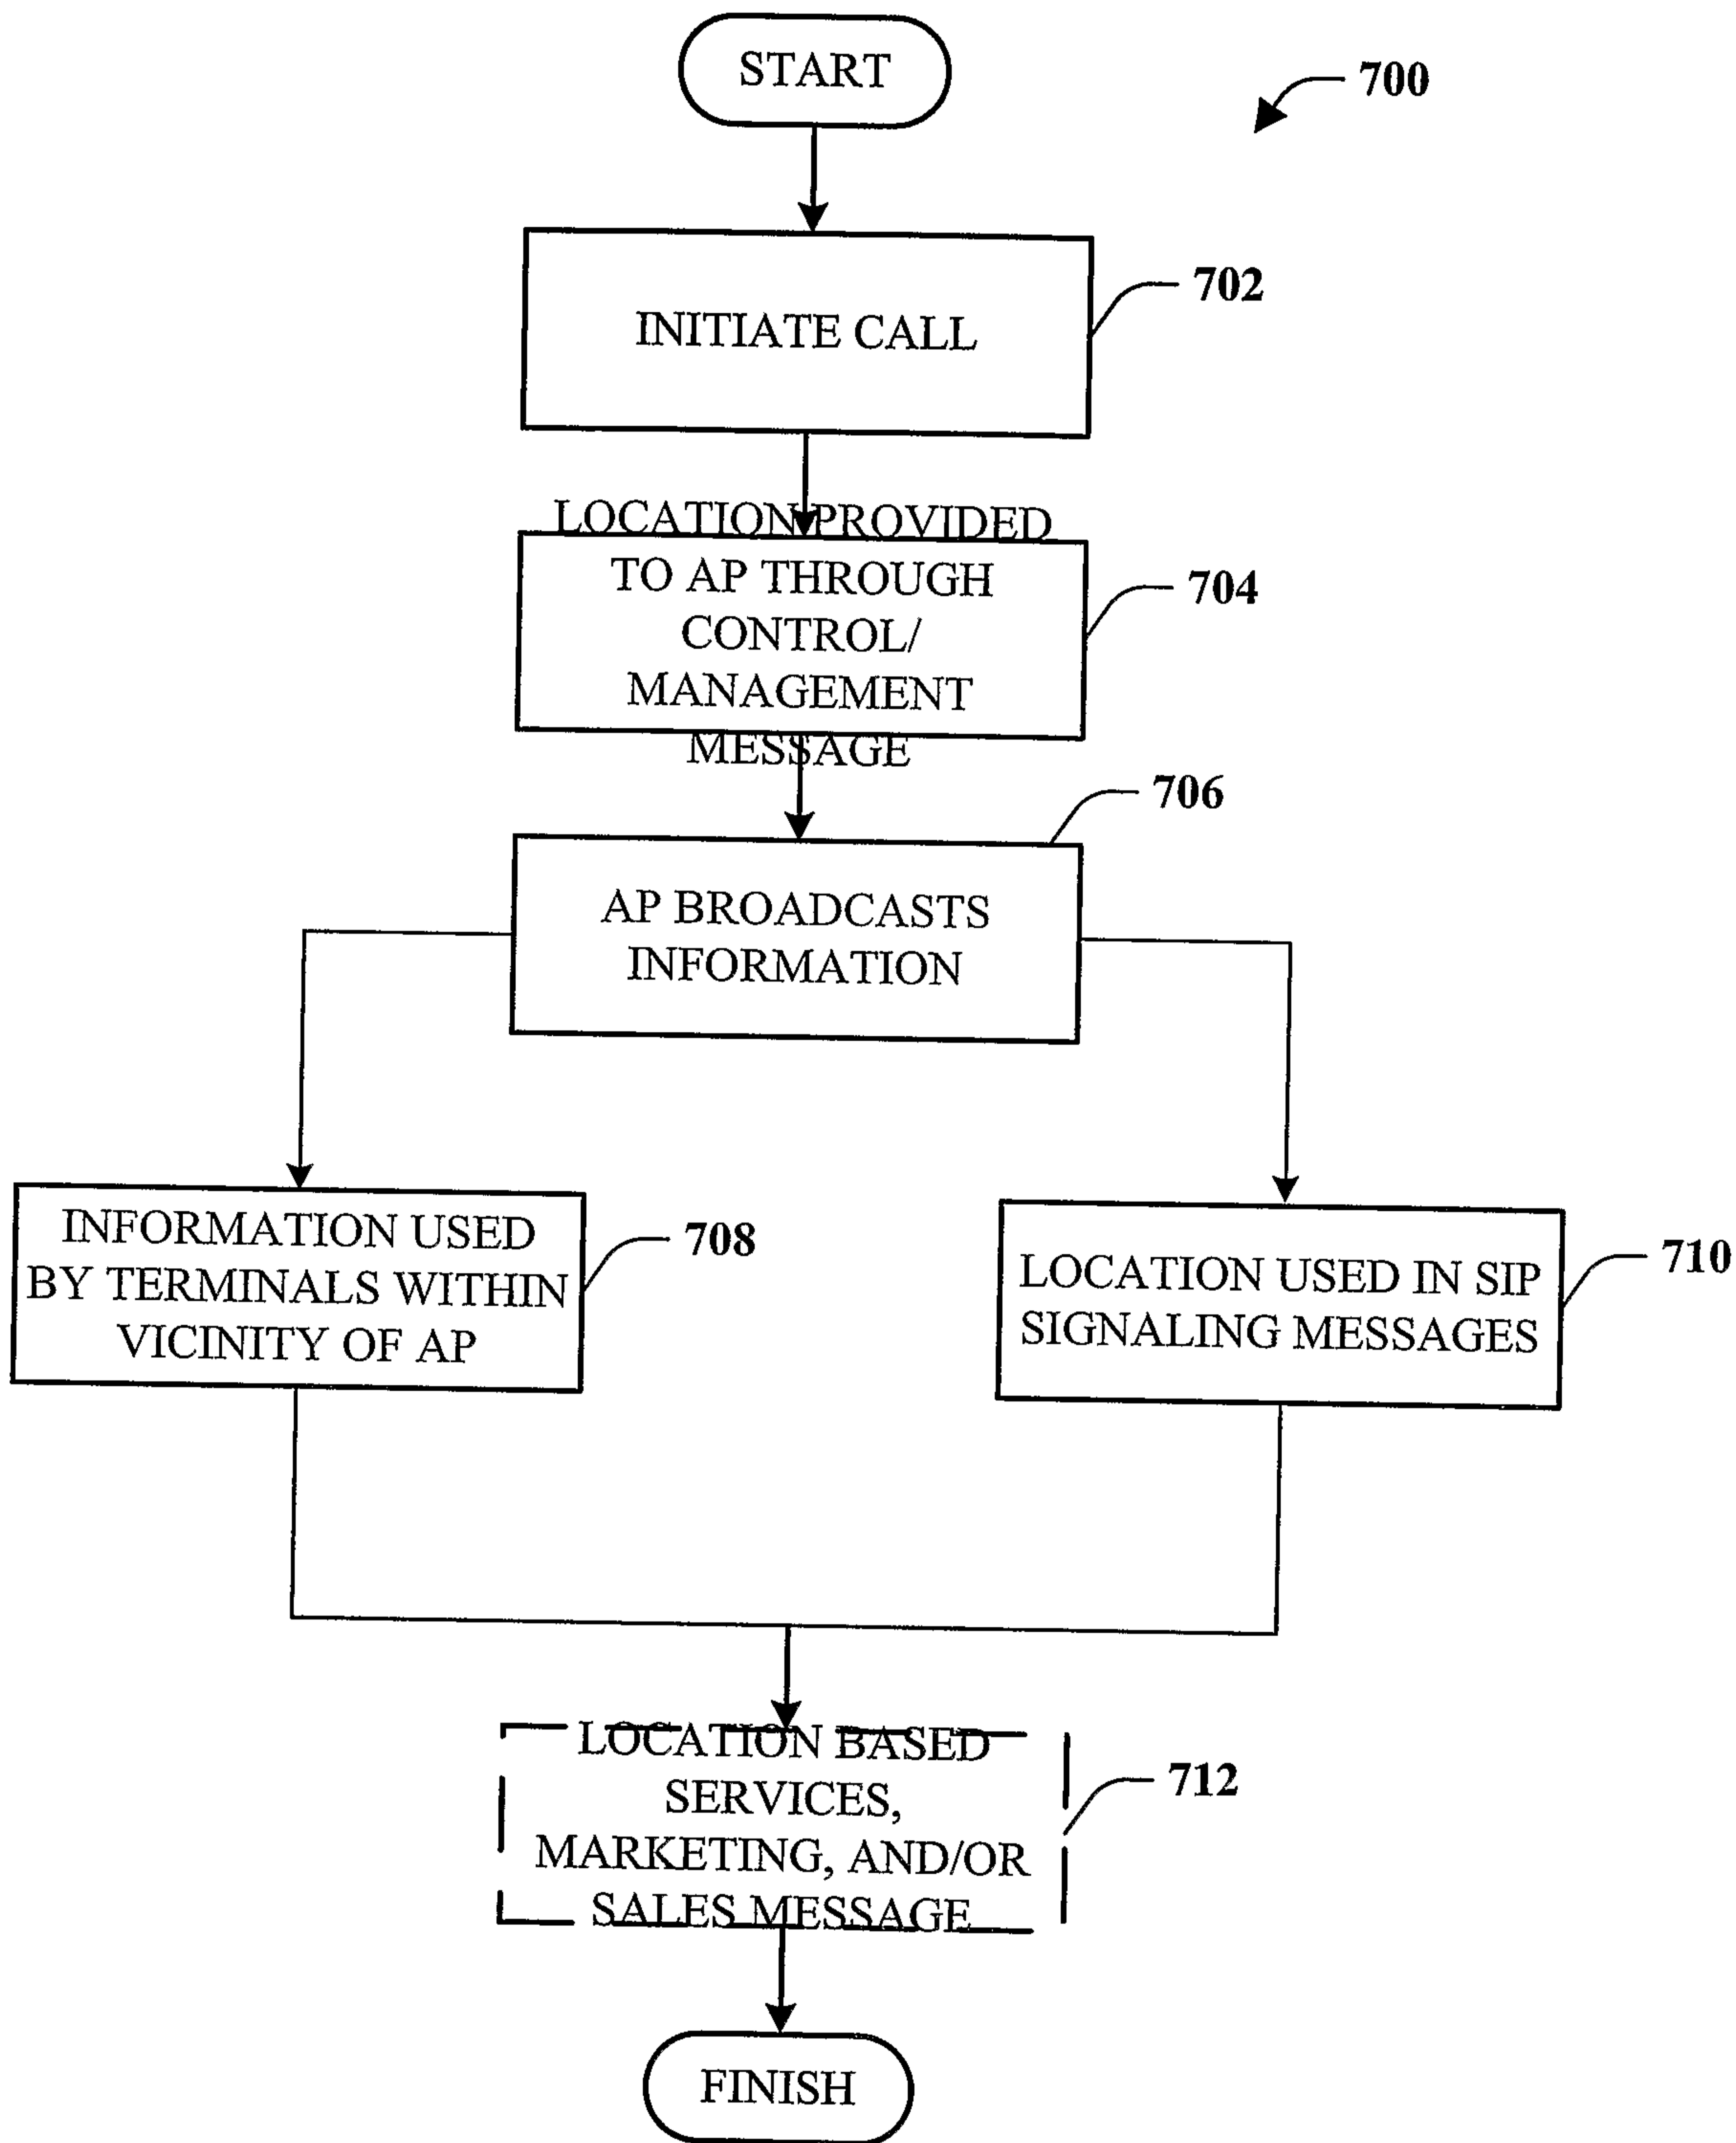 START
700
INITIATE CALL
702
LOCATION PROVIDED
TO AP THROUGH
CONTROL/
MANAGEMENT
MESSAGE
704
706
AP BROADCASTS
INFORMATION
INFORMATION USED
BY TERMINALS WITHIN
VICINITY OF AP
708
LOCATION USED IN SIP
SIGNALING MESSAGES
710
LOCATION BASED
SERVICES,
MARKETING, AND/OR
SALES MESSAGE
712
FINISH